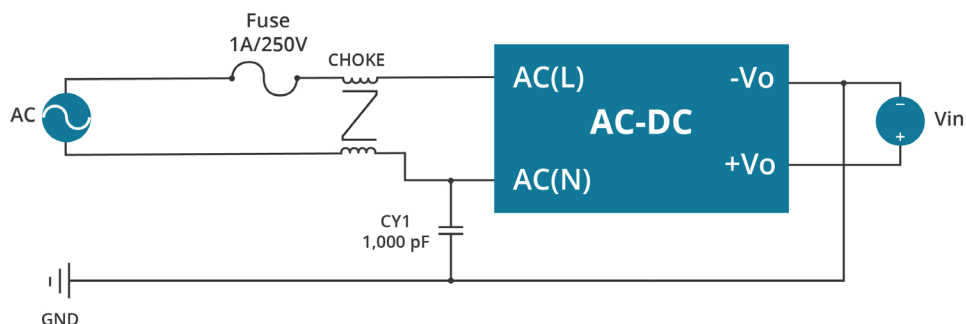 Fuse
1A/250V
CHOKE
AC(L)
-Vo
AC
AC-DC
−
Vin
+
+Vo
AC(N)
CY1
1,000 pF
GND